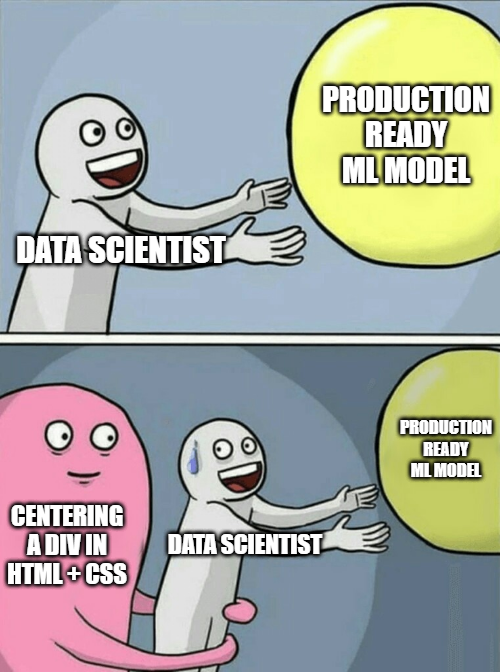 PRODUCTION
READY
ML MODEL
DATA SCIENTIST
PRODUCTION
READY
ML MODEL
CENTERING
A DIV IN
HTML + CSS
DATA SCIENTIST